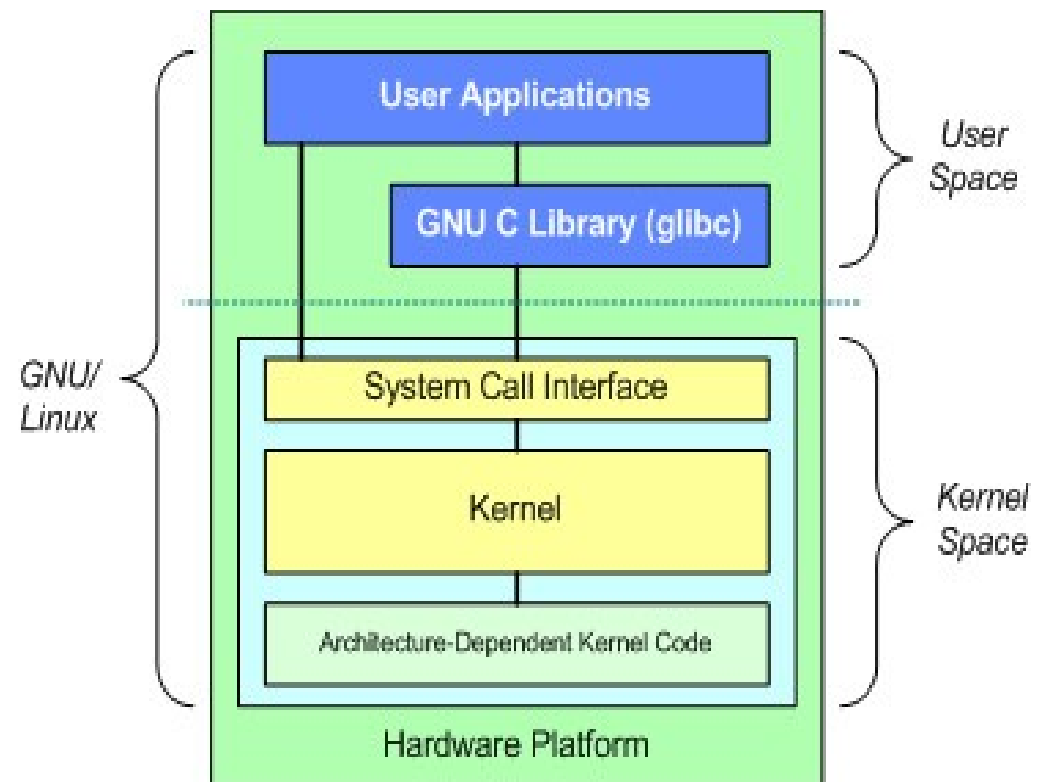 User Applications
User
Space
GNU C Library (glibc)
GNU/
Linux
System Call Interface
Kernel
Kernel
Space
Architecture-Dependent Kernel Code
Hardware Platform